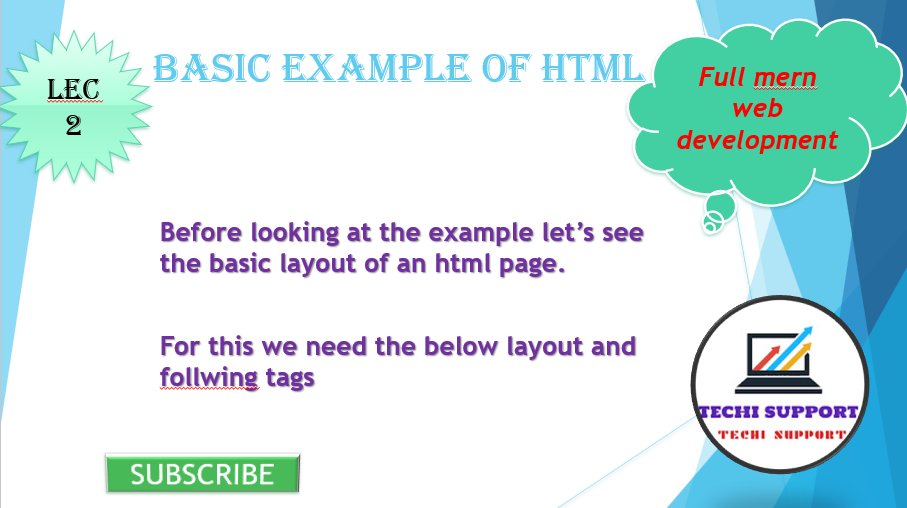 LEC
2
BASIC EXAMPLE OF HTML
Full mern
web
development
Before looking at the example let’s see
the basic layout of an html page.
For this we need the below layout and
follwing tags
TECHI SUPPORT
TECHI SUPPORT
SUBSCRIBE